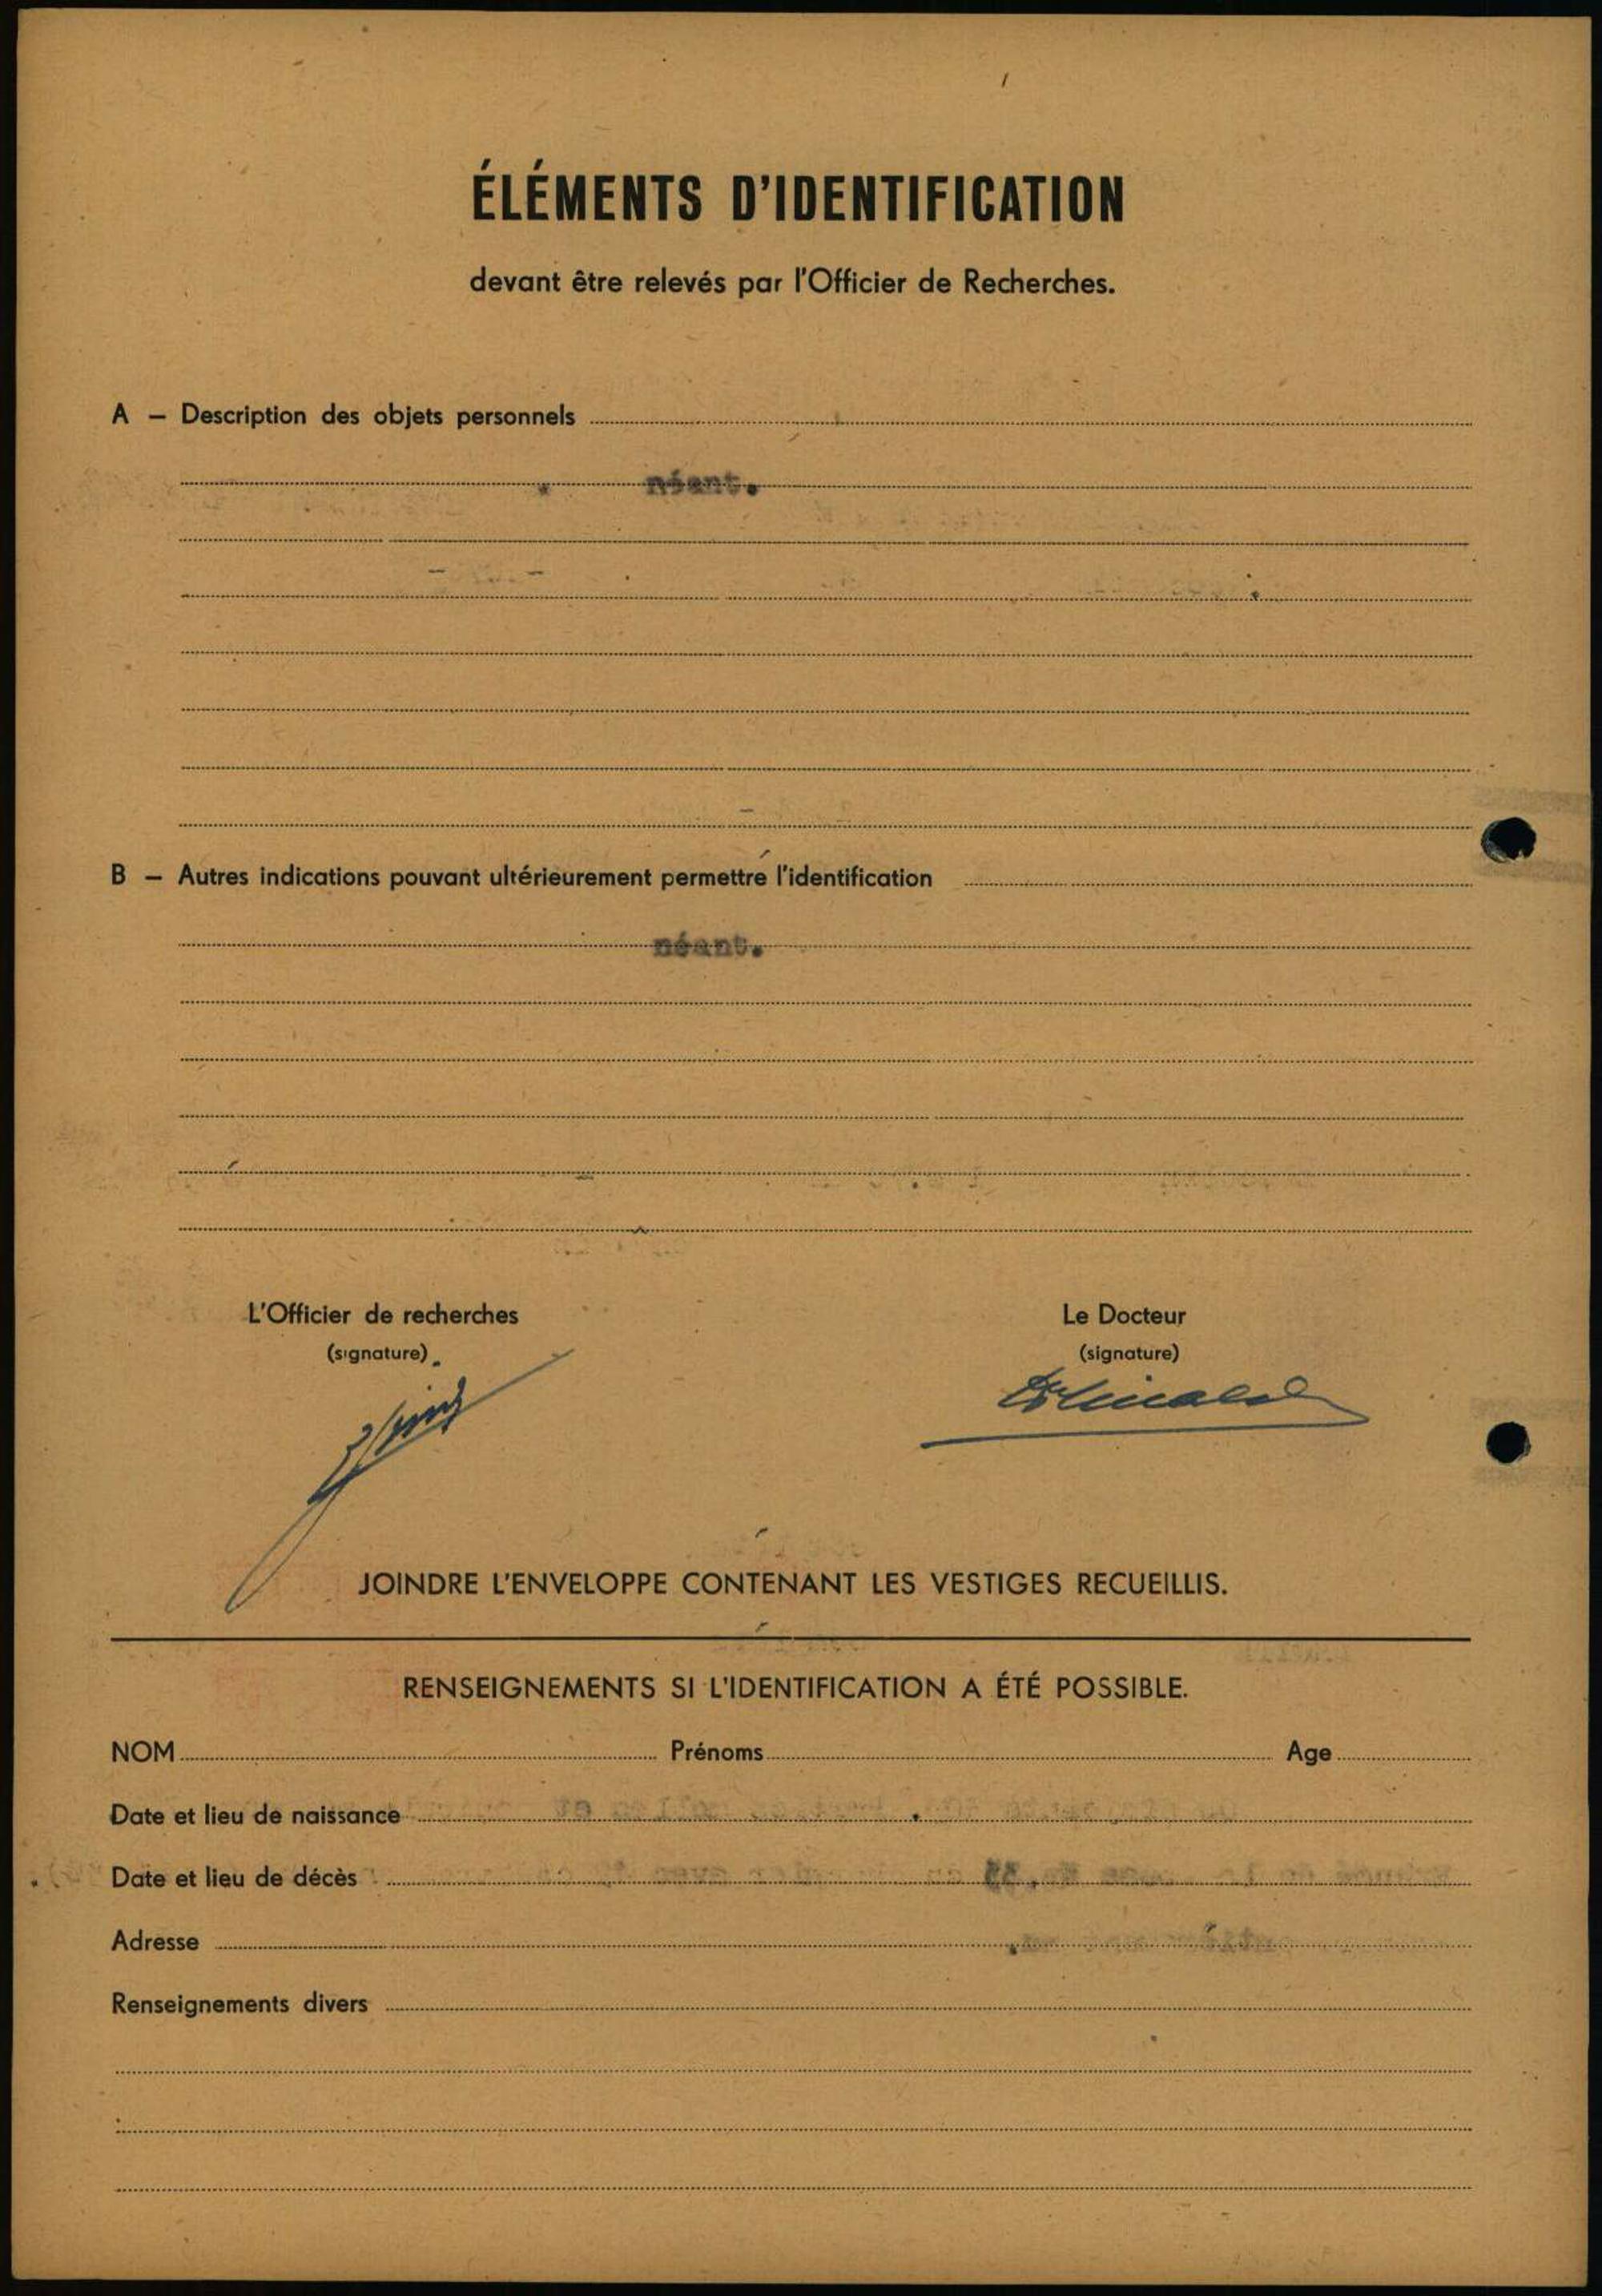 ÉLÉMENTS D'IDENTIFICATION
devant être relevés par l'Officier de Recherches.
A – Description des objets personnels
néant.
B – Autres indications pouvant ultérieurement permettre l'identification
néant.
L'Officier de recherches
(signature)
Le Docteur
(signature)
JOINDRE L'ENVELOPPE CONTENANT LES VESTIGES RECUEILLIS.
RENSEIGNEMENTS SI L'IDENTIFICATION A ÉTÉ POSSIBLE.
NOM Prénoms Age
Date et lieu de naissance
Date et lieu de décès
Adresse
Renseignements divers